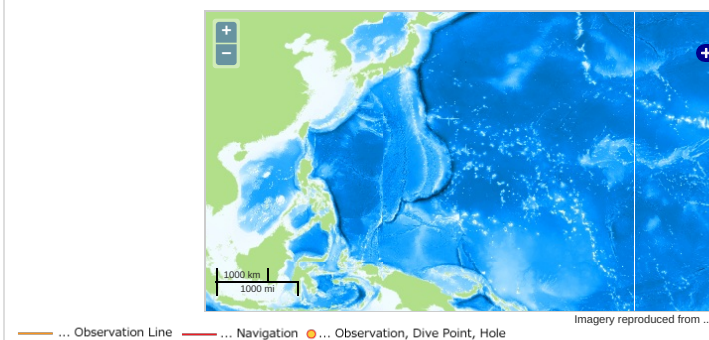 +
−
1000 km
1000 mi
Imagery reproduced from ..
... Observation Line ... Navigation ... Observation, Dive Point, Hole